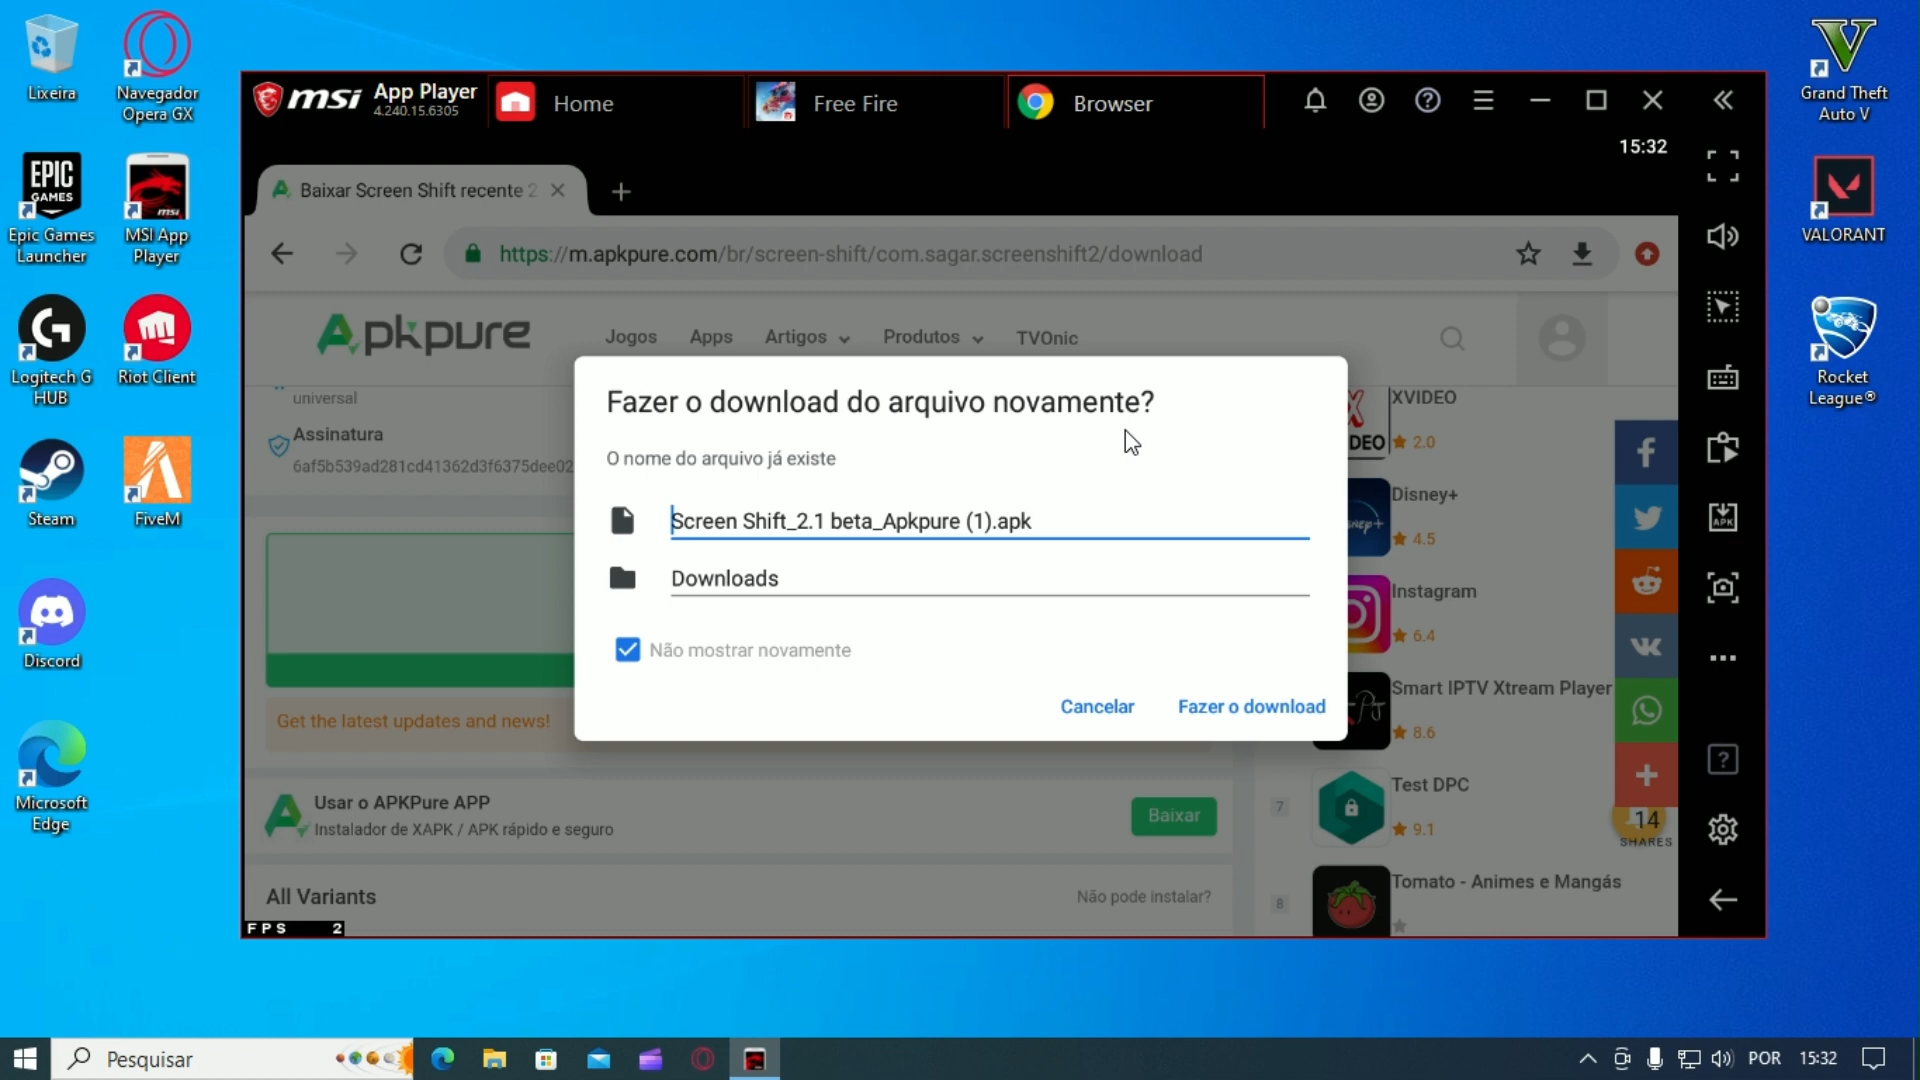 Lixeira
Navegador
Opera GX
EPIC
GAMES
Epic Games
Launcher
msi
MSI App
Player
Logitech G
HUB
Riot Client
Steam
FiveM
Discord
Microsoft
Edge
Grand Theft
Auto V
VALORANT
Rocket
League®
msi
App Player
4.240.15.6305
Home
Free Fire
Browser
15:32
Baixar Screen Shift recente 2
https://m.apkpure.com/br/screen-shift/com.sagar.screenshift2/download
Apkpure
Jogos
Apps
Artigos
Produtos
TVOnic
universal
Assinatura
6af5b539ad281cd41362d3f6375dee02
Fazer o download do arquivo novamente?
O nome do arquivo já existe
Screen Shift_2.1 beta_Apkpure (1).apk
Downloads
Não mostrar novamente
Cancelar
Fazer o download
Get the latest updates and news!
Usar o APKPure APP
Instalador de XAPK / APK rápido e seguro
Baixar
All Variants
Não pode instalar?
XVIDEO
2.0
Disney+
4.5
Instagram
6.4
Smart IPTV Xtream Player
8.6
7
Test DPC
9.1
8
Tomato - Animes e Mangás
14
SHARES
APK
FPS 2
Pesquisar
POR
15:32